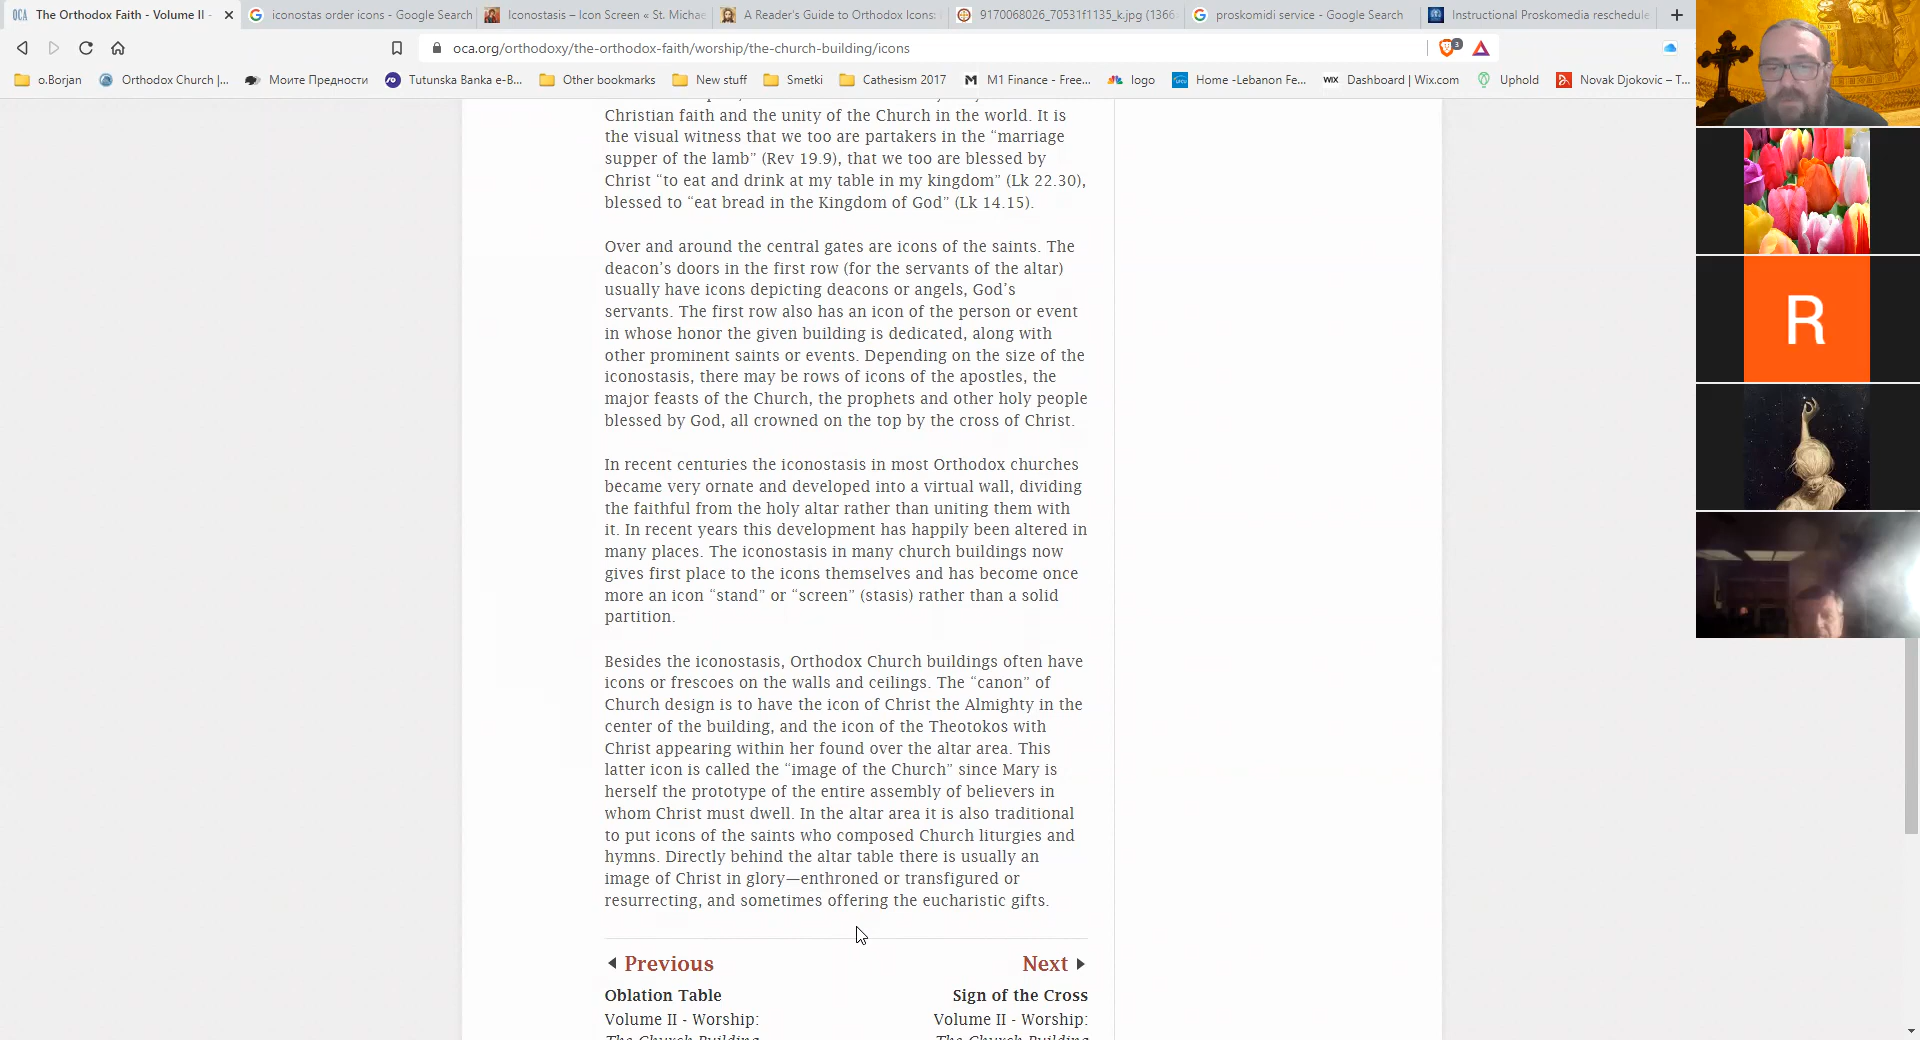 The Orthodox Faith - Volume II -
iconostas order icons - Google Search
Iconostasis – Icon Screen « St. Michae
A Reader's Guide to Orthodox Icons:
9170068026_70531f1135_k.jpg (1366
proskomidi service - Google Search
Instructional Proskomedia reschedule
oca.org/orthodoxy/the-orthodox-faith/worship/the-church-building/icons
3
o.Borjan
Orthodox Church |...
Моите Предности
Tutunska Banka e-B...
Other bookmarks
New stuff
Smetki
Cathesism 2017
M1 Finance - Free...
logo
Home -Lebanon Fe...
WIX Dashboard | Wix.com
Uphold
Novak Djokovic – T...
Christian faith and the unity of the Church in the world. It is
the visual witness that we too are partakers in the “marriage
supper of the lamb” (Rev 19.9), that we too are blessed by
Christ “to eat and drink at my table in my kingdom” (Lk 22.30),
blessed to “eat bread in the Kingdom of God” (Lk 14.15).
Over and around the central gates are icons of the saints. The
deacon’s doors in the first row (for the servants of the altar)
usually have icons depicting deacons or angels, God’s
servants. The first row also has an icon of the person or event
in whose honor the given building is dedicated, along with
other prominent saints or events. Depending on the size of the
iconostasis, there may be rows of icons of the apostles, the
major feasts of the Church, the prophets and other holy people
blessed by God, all crowned on the top by the cross of Christ.
In recent centuries the iconostasis in most Orthodox churches
became very ornate and developed into a virtual wall, dividing
the faithful from the holy altar rather than uniting them with
it. In recent years this development has happily been altered in
many places. The iconostasis in many church buildings now
gives first place to the icons themselves and has become once
more an icon “stand” or “screen” (stasis) rather than a solid
partition.
Besides the iconostasis, Orthodox Church buildings often have
icons or frescoes on the walls and ceilings. The “canon” of
Church design is to have the icon of Christ the Almighty in the
center of the building, and the icon of the Theotokos with
Christ appearing within her found over the altar area. This
latter icon is called the “image of the Church” since Mary is
herself the prototype of the entire assembly of believers in
whom Christ must dwell. In the altar area it is also traditional
to put icons of the saints who composed Church liturgies and
hymns. Directly behind the altar table there is usually an
image of Christ in glory—enthroned or transfigured or
resurrecting, and sometimes offering the eucharistic gifts.
Previous
Next
Oblation Table
Sign of the Cross
Volume II - Worship:
Volume II - Worship:
The Church Building
The Church Building
R